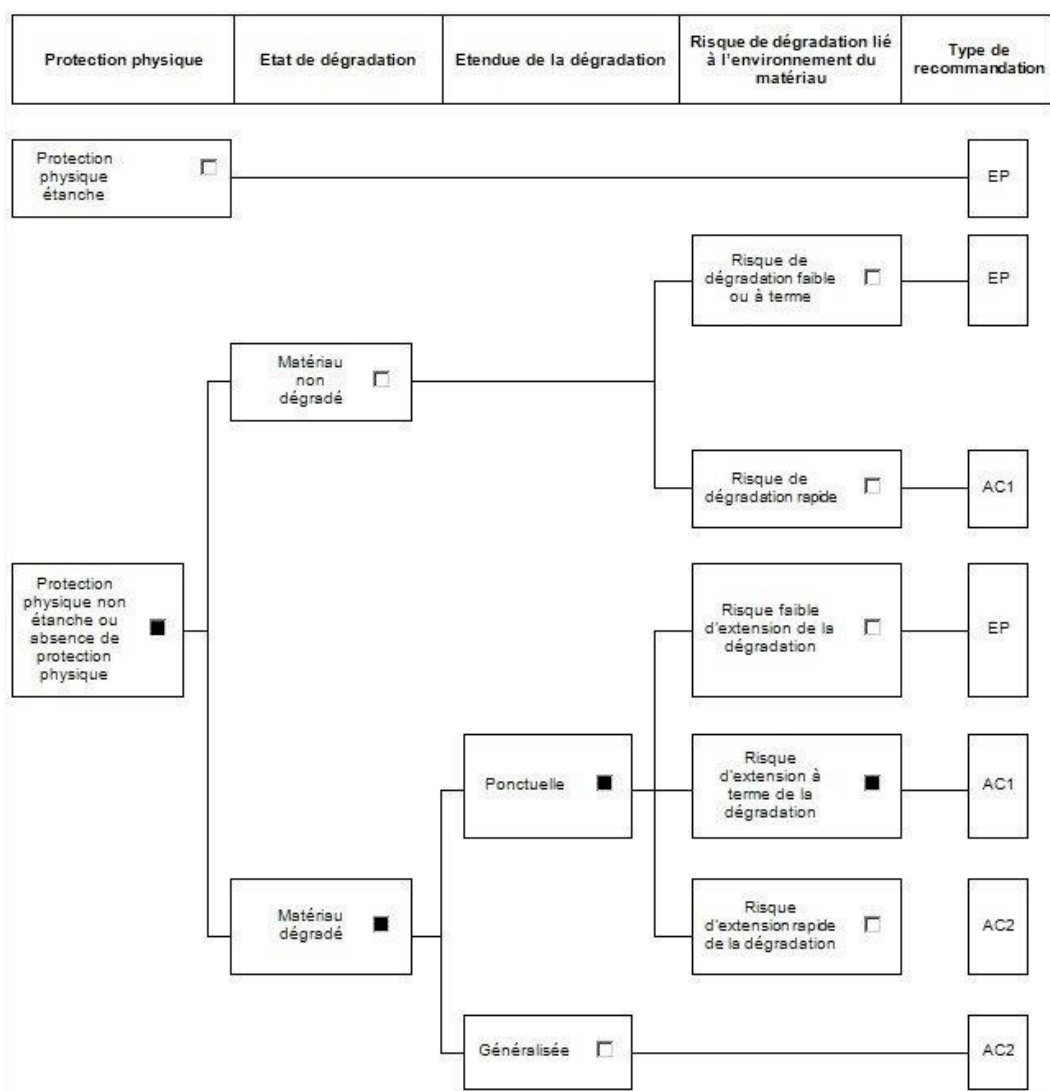 Protection physique
Etat de dégradation
Etendue de la dégradation
Risque de dégradation lié
à l'environnement du
matériau
Type de
recommandation
Protection
physique
étanche
EP
Risque de
dégradation faible
ou à terme
EP
Matériau
non
dégradé
Risque de
dégradation rapide
AC1
Protection
physique non
étanche ou
absence de
protection
physique
Risque faible
d'extension de la
dégradation
EP
Ponctuelle
Risque
d'extension à
terme de la
dégradation
AC1
Matériau
dégradé
Risque
d'extension rapide
de la dégradation
AC2
Généralisée
AC2